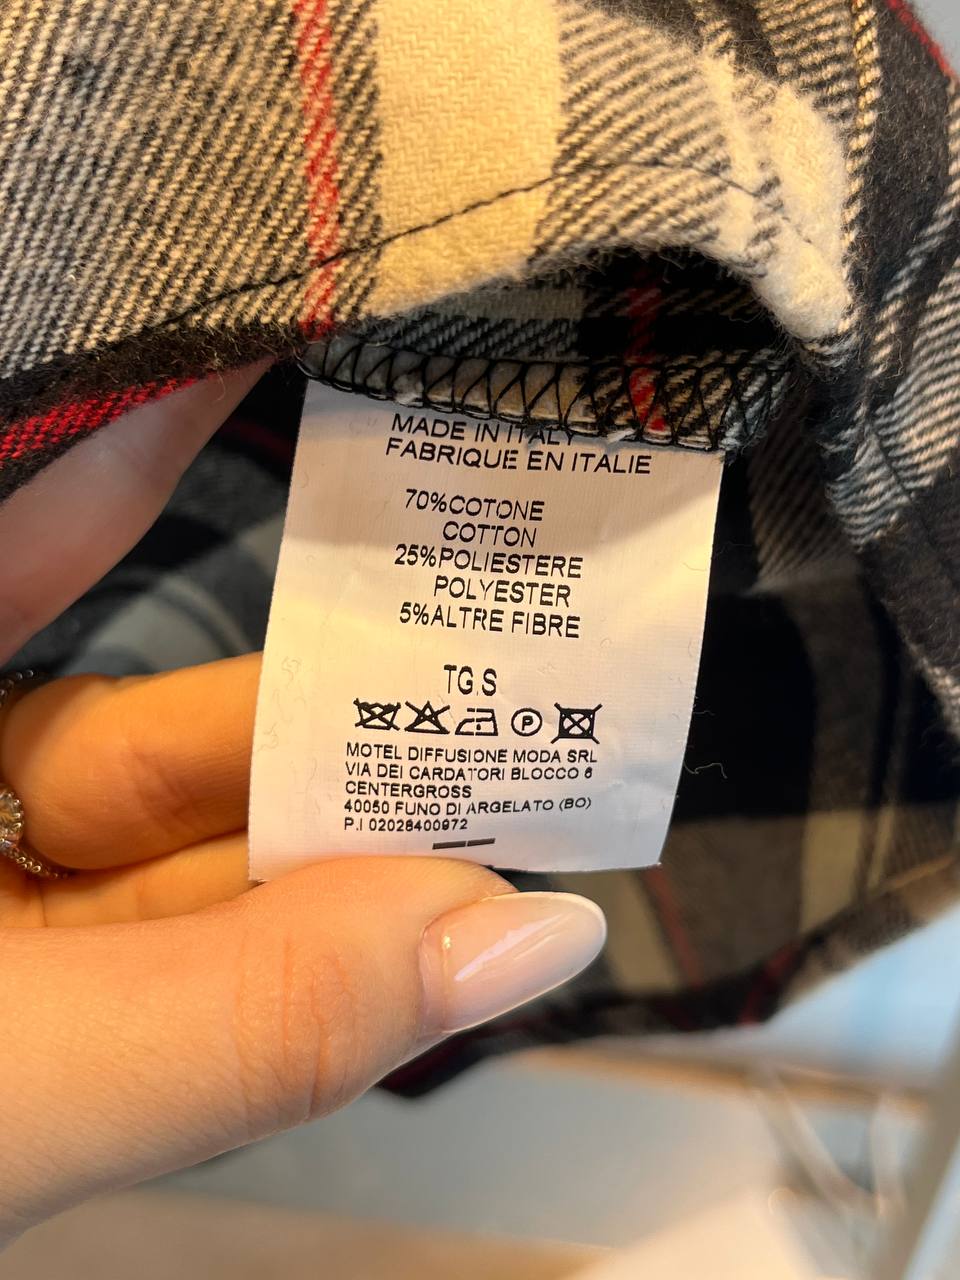 MADE IN ITALY
FABRIQUE EN ITALIE
70%COTONE
COTTON
25%POLIESTERE
POLYESTER
5%ALTRE FIBRE
TG.S
P
MOTEL DIFFUSIONE MODA SRL
VIA DEI CARDATORI BLOCCO 6
CENTERGROSS
40050 FUNO DI ARGELATO (BO)
P.I 02028400972